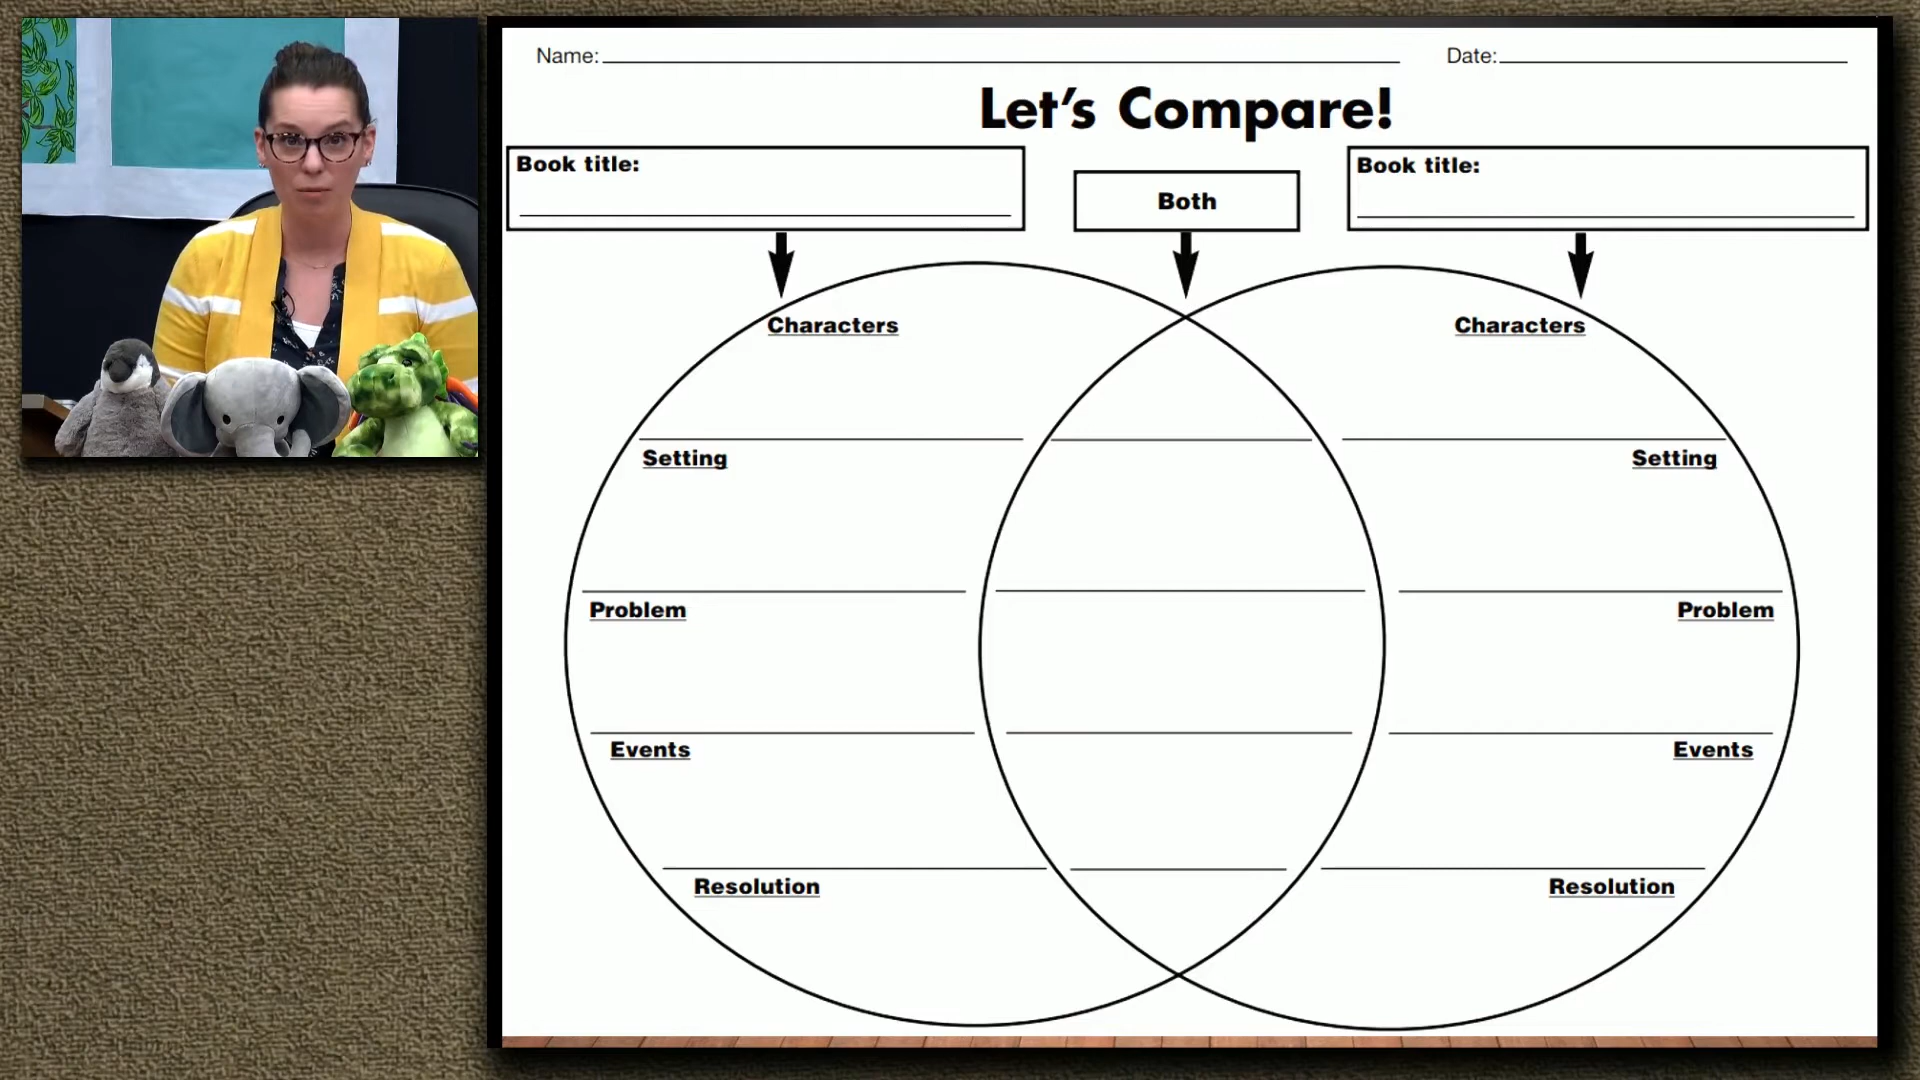 Name: Date:
Let's Compare!
Book title: Both Book title:
Characters Characters
Setting Setting
Problem Problem
Events Events
Resolution Resolution